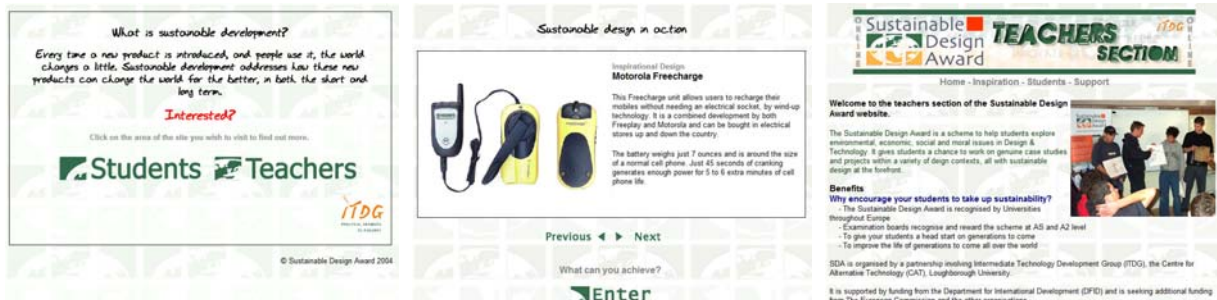 What is sustainable development?
Every time a new product is introduced, and people use it, the world
changes a little. Sustainable development addresses how these new
products can change the world for the better, in both the short and
long term.
Interested?
Click on the area of the site you wish to visit to find out more.
Students Teachers
iTDG
© Sustainable Design Award 2004
Sustainable design in action
Inspirational Design
Motorola Freecharge
This Freecharge unit allows users to recharge their
mobiles without needing an electrical socket, by wind-up
technology. It is a combined development by both
Freeplay and Motorola and can be bought in electrical
stores up and down the country.
The battery weighs just 7 ounces and is around the size
of a normal cell phone. Just 45 seconds of cranking
generates enough power for 5 to 6 extra minutes of cell
phone life.
Previous Next
What can you achieve?
Enter
Sustainable
Design
Award
TEACHERS
SECTION
iTDG
Home - Inspiration - Students - Support
Welcome to the teachers section of the Sustainable Design
Award website.
The Sustainable Design Award is a scheme to help students explore
environmental, economic, social and moral issues in Design &
Technology. It gives students a chance to work on genuine case studies
and projects within a variety of deign contexts, all with sustainable
design at the forefront.
Benefits
Why encourage your students to take up sustainability?
- The Sustainable Design Award is recognised by Universities
throughout Europe
- Examination boards recognise and reward the scheme at AS and A2 level
- To give your students a head start on generations to come
- To improve the life of generations to come all over the world
SDA is organised by a partnership involving Intermediate Technology Development Group (ITDG), the Centre for
Alternative Technology (CAT), Loughborough University.
It is supported by funding from the Department for International Development (DFID) and is seeking additional funding
from The European Commission and the other organisations